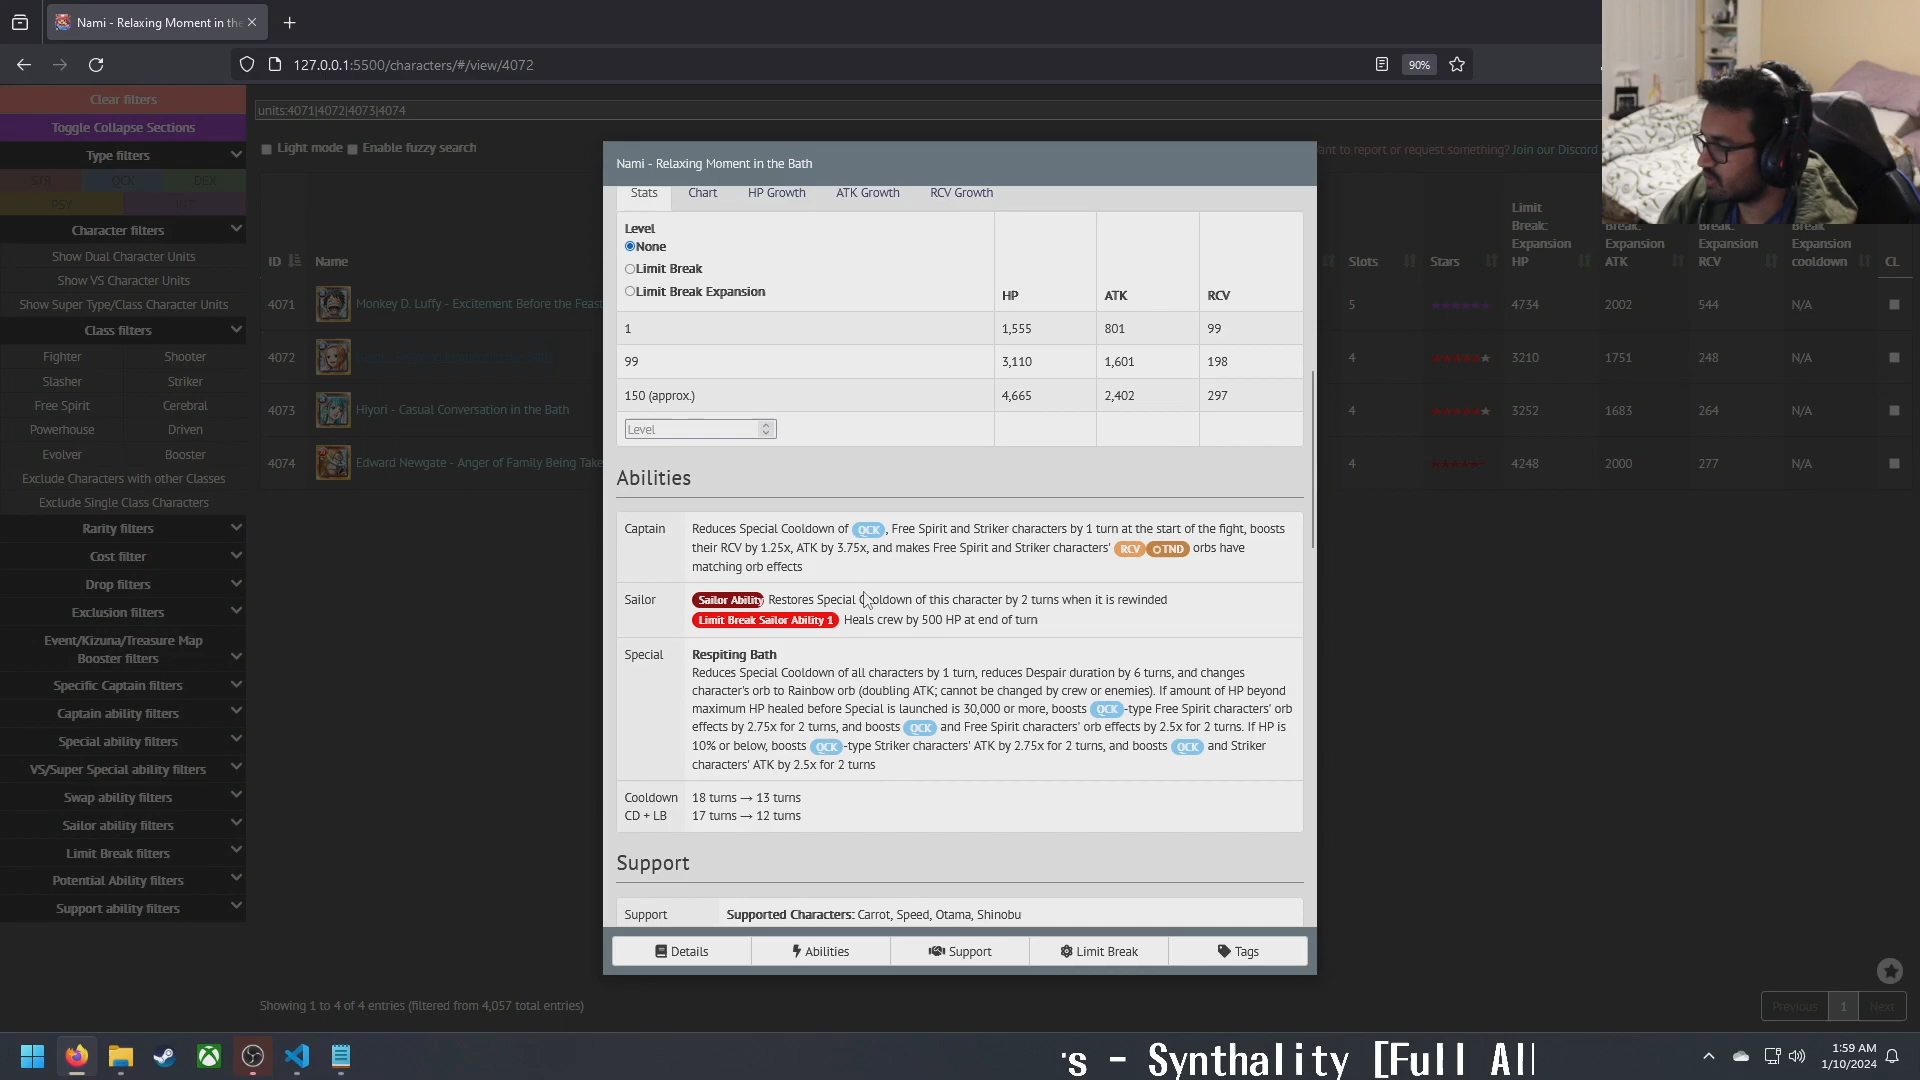 Nami - Relaxing Moment in the
127.0.0.1:5500/characters/#/view/4072
90%
Clear filters
Toggle Collapse Sections
Type filters
STR QCK DEX
PSY INT
Character filters
Show Dual Character Units
Show VS Character Units
Show Super Type/Class Character Units
Class filters
Fighter Shooter
Slasher Striker
Free Spirit Cerebral
Powerhouse Driven
Evolver Booster
Exclude Characters with other Classes
Exclude Single Class Characters
Rarity filters
Cost filter
Drop filters
Exclusion filters
Event/Kizuna/Treasure Map
Booster filters
Specific Captain filters
Captain ability filters
Special ability filters
VS/Super Special ability filters
Swap ability filters
Sailor ability filters
Limit Break filters
Potential Ability filters
Support ability filters
units:4071|4072|4073|4074
Light mode Enable fuzzy search
ant to report or request something? Join our Discord
ID Name
4071 Monkey D. Luffy - Excitement Before the Feast
4072
4073 Hiyori - Casual Conversation in the Bath
4074 Edward Newgate - Anger of Family Being Take
Slots Stars
Limit
Break:
Expansion
HP
Break:
Expansion
ATK
Break:
Expansion
RCV
Break
Expansion
cooldown
CL
5 4734 2002 544 N/A
4 3210 1751 248 N/A
4 3252 1683 264 N/A
4 4248 2000 277 N/A
Nami - Relaxing Moment in the Bath
Stats Chart HP Growth ATK Growth RCV Growth
Level
None
Limit Break
Limit Break Expansion
HP ATK RCV
1 1,555 801 99
99 3,110 1,601 198
150 (approx.) 4,665 2,402 297
Level
Abilities
Captain
Reduces Special Cooldown of QCK, Free Spirit and Striker characters by 1 turn at the start of the fight, boosts
their RCV by 1.25x, ATK by 3.75x, and makes Free Spirit and Striker characters' RCV TND orbs have
matching orb effects
Sailor
Sailor Ability Restores Special Cooldown of this character by 2 turns when it is rewinded
Limit Break Sailor Ability 1 Heals crew by 500 HP at end of turn
Special
Respiting Bath
Reduces Special Cooldown of all characters by 1 turn, reduces Despair duration by 6 turns, and changes
character's orb to Rainbow orb (doubling ATK; cannot be changed by crew or enemies). If amount of HP beyond
maximum HP healed before Special is launched is 30,000 or more, boosts QCK-type Free Spirit characters' orb
effects by 2.75x for 2 turns, and boosts QCK and Free Spirit characters' orb effects by 2.5x for 2 turns. If HP is
10% or below, boosts QCK-type Striker characters' ATK by 2.75x for 2 turns, and boosts QCK and Striker
characters' ATK by 2.5x for 2 turns
Cooldown 18 turns → 13 turns
CD + LB 17 turns → 12 turns
Support
Support Supported Characters: Carrot, Speed, Otama, Shinobu
Details Abilities Support Limit Break Tags
Showing 1 to 4 of 4 entries (filtered from 4,057 total entries)
Previous 1 Next
's - Synthality [Full Al
1:59 AM
1/10/2024